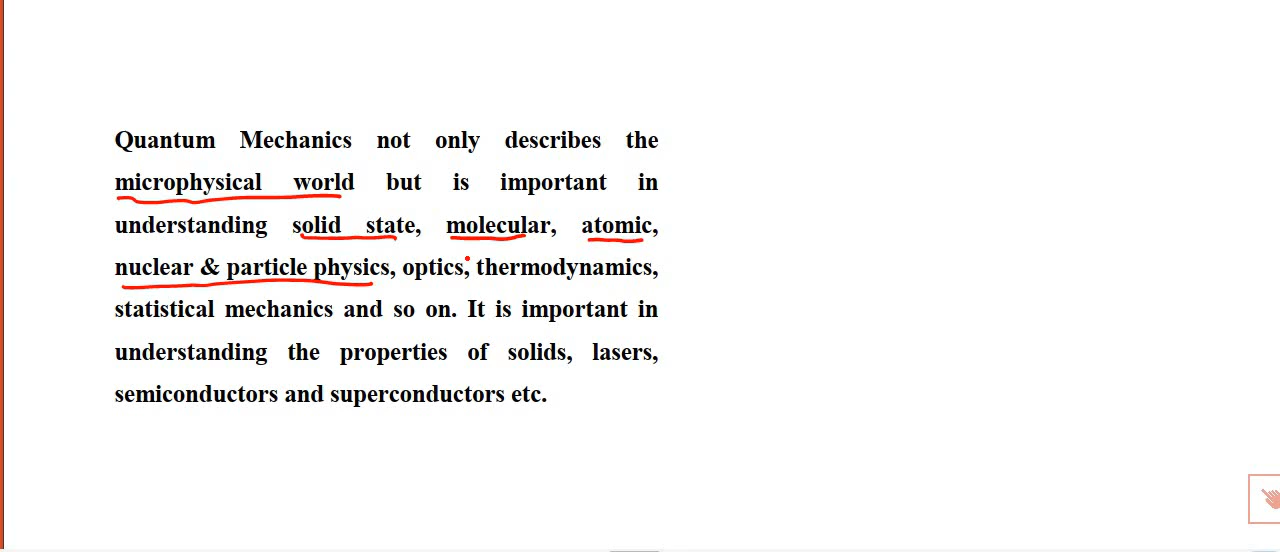 Quantum Mechanics not only describes the
microphysical world but is important in
understanding solid state, molecular, atomic,
nuclear & particle physics, optics, thermodynamics,
statistical mechanics and so on. It is important in
understanding the properties of solids, lasers,
semiconductors and superconductors etc.